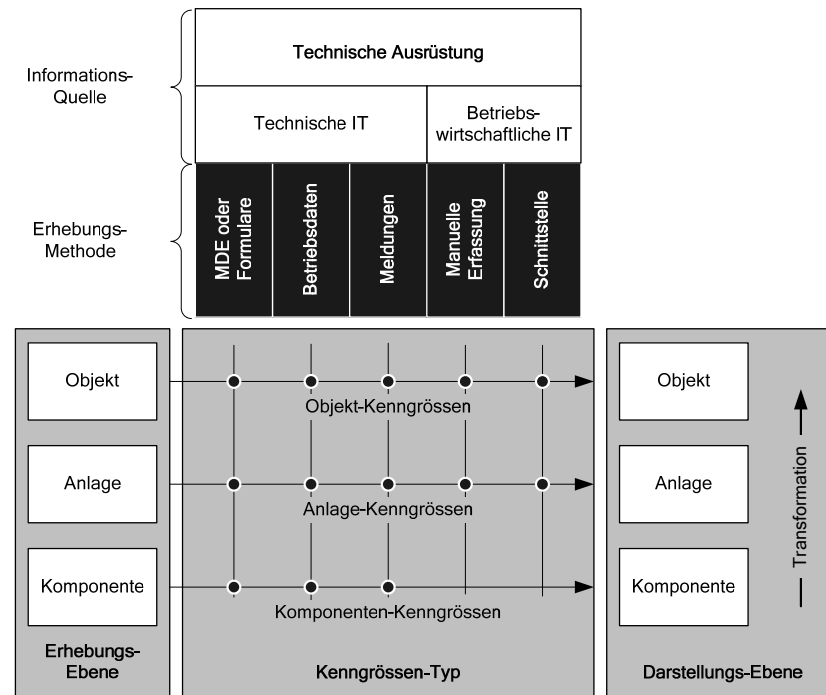 Technische Ausrüstung
Informations-
Quelle
Technische IT
Betriebs-
wirtschaftliche IT
Erhebungs-
Methode
MDE oder
Formulare
Betriebsdaten
Meldungen
Manuelle
Erfassung
Schnittstelle
Objekt
Objekt-Kenngrössen
Objekt
Anlage
Anlage-Kenngrössen
Anlage
Komponente
Komponenten-Kenngrössen
Komponente
Transformation
Erhebungs-
Ebene
Kenngrössen-Typ
Darstellungs-Ebene